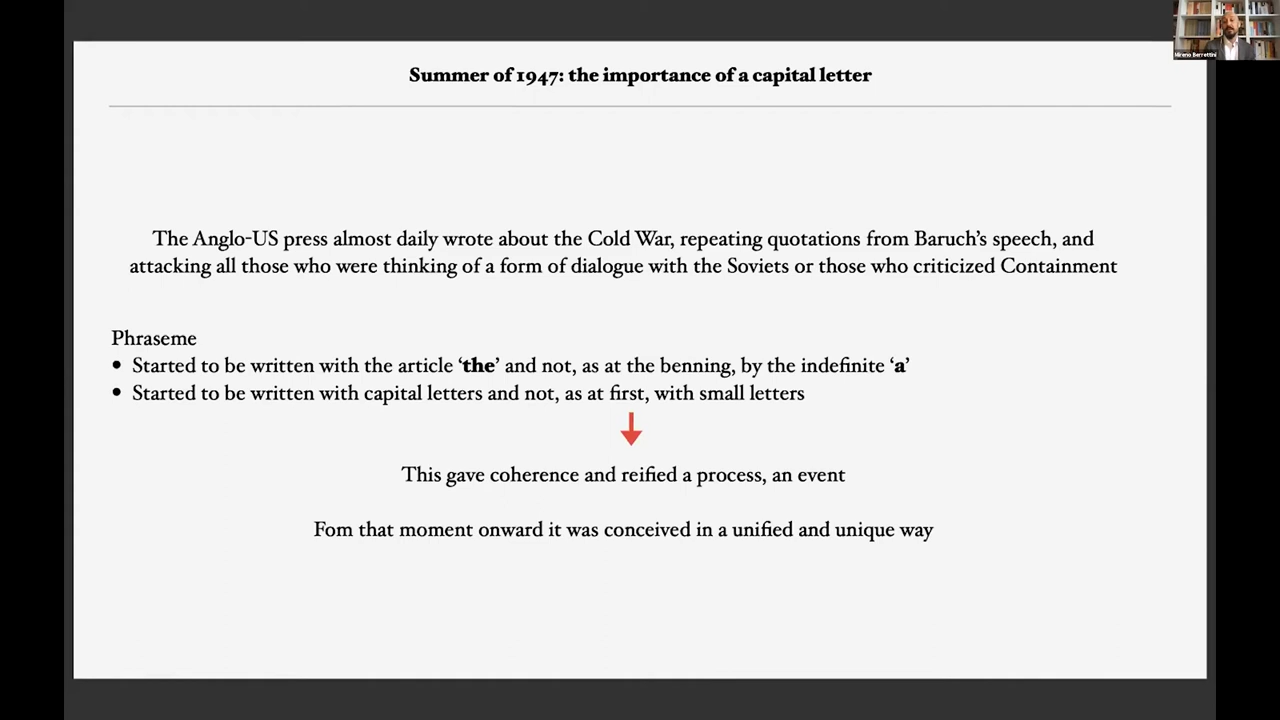 Mireno Berrettini
Summer of 1947: the importance of a capital letter
The Anglo-US press almost daily wrote about the Cold War, repeating quotations from Baruch's speech, and
attacking all those who were thinking of a form of dialogue with the Soviets or those who criticized Containment
Phraseme
• Started to be written with the article ‘the’ and not, as at the benning, by the indefinite ‘a’
• Started to be written with capital letters and not, as at first, with small letters
This gave coherence and reified a process, an event
Fom that moment onward it was conceived in a unified and unique way